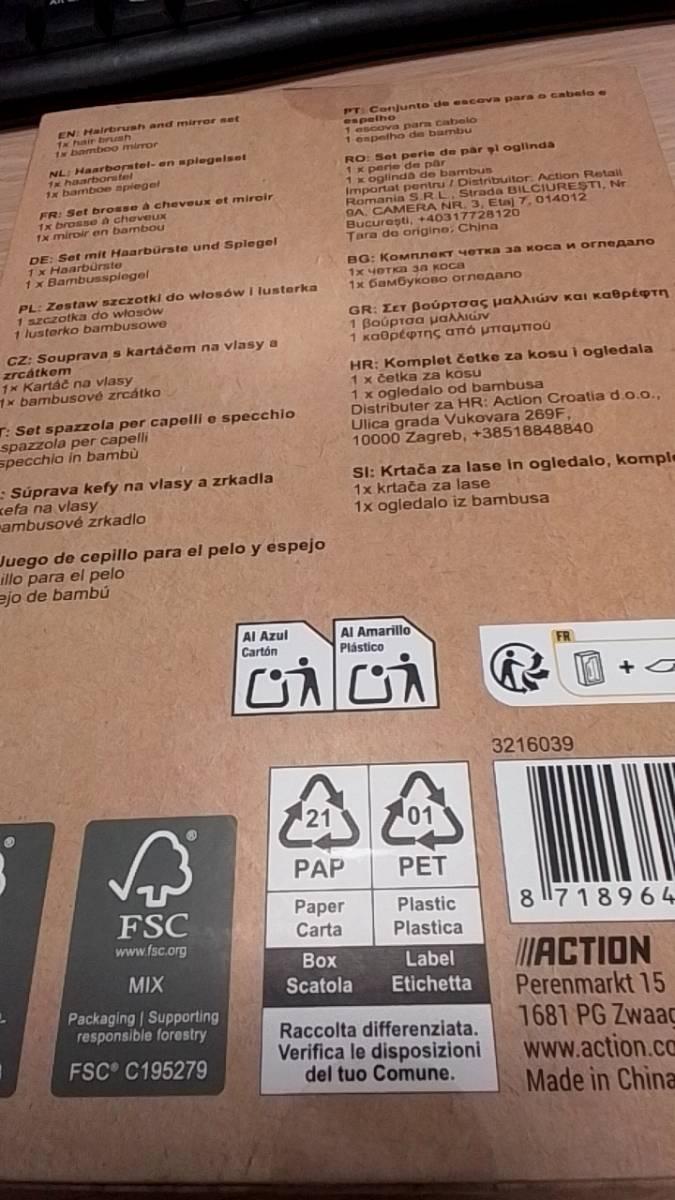 EN: Hairbrush and mirror set
1x hair brush
1x bamboo mirror
NL: Haarborstel- en spiegelset
1x haarborstel
1x bamboe spiegel
FR: Set brosse à cheveux et miroir
1x brosse à cheveux
1x miroir en bambou
DE: Set mit Haarbürste und Spiegel
1 x Haarbürste
1 x Bambusspiegel
PL: Zestaw szczotki do włosów i lusterka
1 szczotka do włosów
1 lusterko bambusowe
CZ: Souprava s kartáčem na vlasy a
zrcátkem
1× Kartáč na vlasy
1× bambusové zrcátko
T: Set spazzola per capelli e specchio
spazzola per capelli
specchio in bambù
: Súprava kefy na vlasy a zrkadla
kefa na vlasy
ambusové zrkadlo
Juego de cepillo para el pelo y espejo
illo para el pelo
ejo de bambú
PT: Conjunto de escova para o cabelo e
espelho
1 escova para cabelo
1 espelho de bambu
RO: Set perie de păr și oglindă
1 x perie de păr
1 x oglindă de bambus
Importat pentru / Distribuitor: Action Retail
Romania S.R.L., Strada BILCIUREȘTI, Nr.
9A, CAMERA NR. 3, Etaj 7, 014012
București, +40317728120
Țara de origine: China
BG: Комплект четка за коса и огледало
1x четка за коса
1x бамбуково огледало
GR: Σετ βούρτσας μαλλιών και καθρέφτη
1 βούρτσα μαλλιών
1 καθρέφτης από μπαμπού
HR: Komplet četke za kosu i ogledala
1 x četka za kosu
1 x ogledalo od bambusa
Distributer za HR: Action Croatia d.o.o.,
Ulica grada Vukovara 269F,
10000 Zagreb, +38518848840
SI: Krtača za lase in ogledalo, komple
1x krtača za lase
1x ogledalo iz bambusa
Al Azul
Cartón
Al Amarillo
Plástico
FR
+
3216039
8 718964
21
PAP
01
PET
Paper
Carta
Plastic
Plastica
Box
Scatola
Label
Etichetta
Raccolta differenziata.
Verifica le disposizioni
del tuo Comune.
®
FSC
www.fsc.org
MIX
Packaging | Supporting
responsible forestry
FSC® C195279
®
ACTION
Perenmarkt 15
1681 PG Zwaag
www.action.co
Made in China